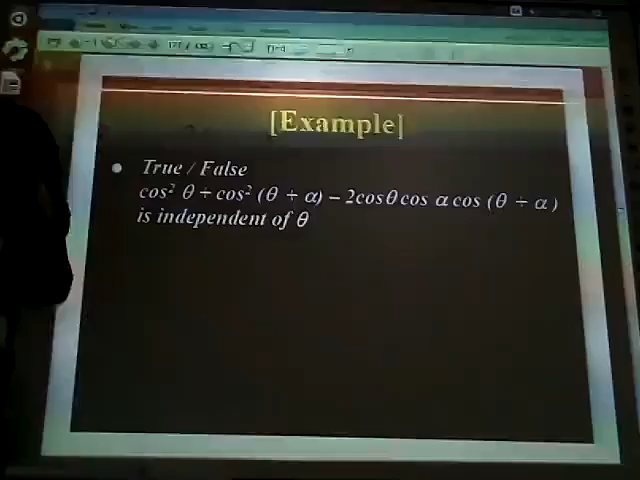 [Example]
True / False
cos² θ + cos² (θ + α) – 2cosθ cos α cos (θ + α)
is independent of θ